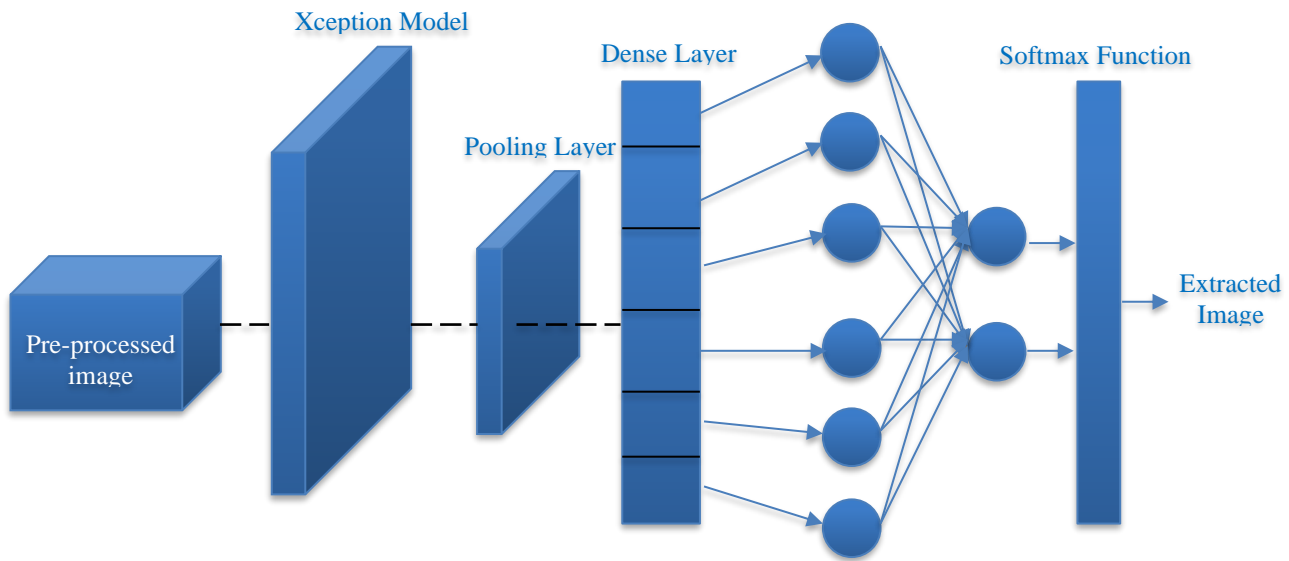 Xception Model
Dense Layer
Softmax Function
Pooling Layer
Pre-processed
image
Extracted
Image